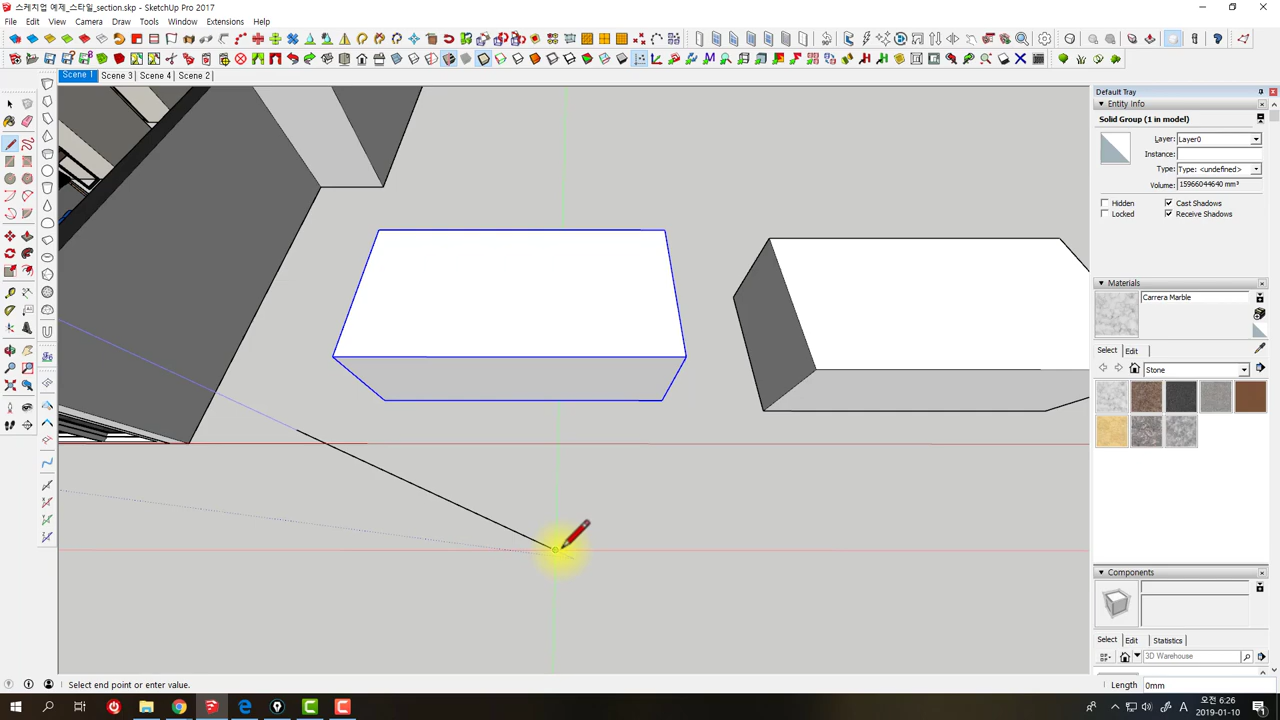 스케치업 예제_스타일_section.skp - SketchUp Pro 2017
File Edit View Camera Draw Tools Window Extensions Help
Scene 1 Scene 3 Scene 4 Scene 2
Default Tray
Entity Info
Solid Group (1 in model)
Layer: Layer0
Instance:
Type: Type: <undefined>
Volume: 15966044640 mm³
Hidden Cast Shadows
Locked Receive Shadows
Materials
Carrera Marble
Select Edit
Stone
Components
Select Edit Statistics
3D Warehouse
Select end point or enter value.
Length 0mm
오전 6:26
2019-01-10